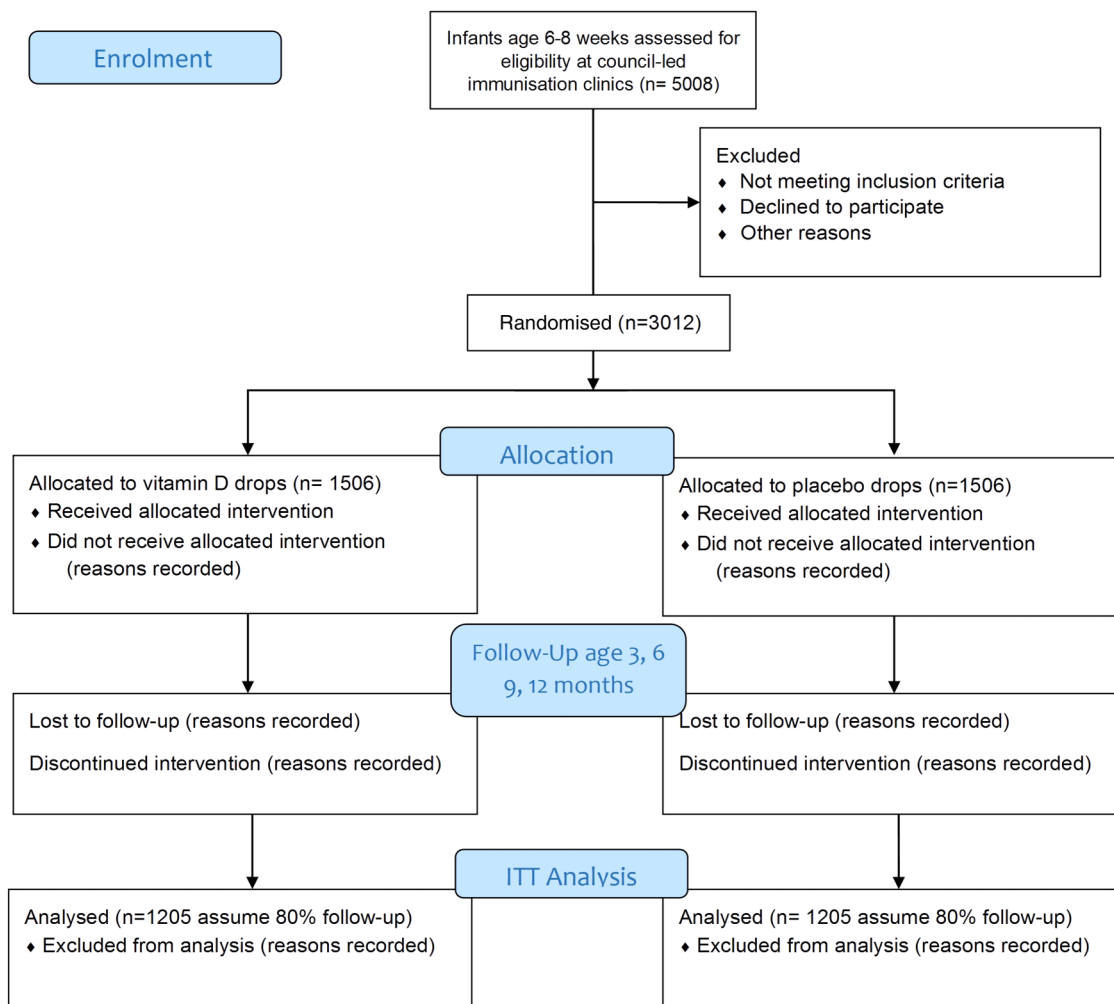 Enrolment
Infants age 6-8 weeks assessed for
eligibility at council-led
immunisation clinics (n= 5008)
Excluded
♦ Not meeting inclusion criteria
♦ Declined to participate
♦ Other reasons
Randomised (n=3012)
Allocation
Allocated to vitamin D drops (n= 1506)
♦ Received allocated intervention
♦ Did not receive allocated intervention
(reasons recorded)
Allocated to placebo drops (n=1506)
♦ Received allocated intervention
♦ Did not receive allocated intervention
(reasons recorded)
Follow-Up age 3, 6
9, 12 months
Lost to follow-up (reasons recorded)
Discontinued intervention (reasons recorded)
Lost to follow-up (reasons recorded)
Discontinued intervention (reasons recorded)
ITT Analysis
Analysed (n=1205 assume 80% follow-up)
♦ Excluded from analysis (reasons recorded)
Analysed (n= 1205 assume 80% follow-up)
♦ Excluded from analysis (reasons recorded)